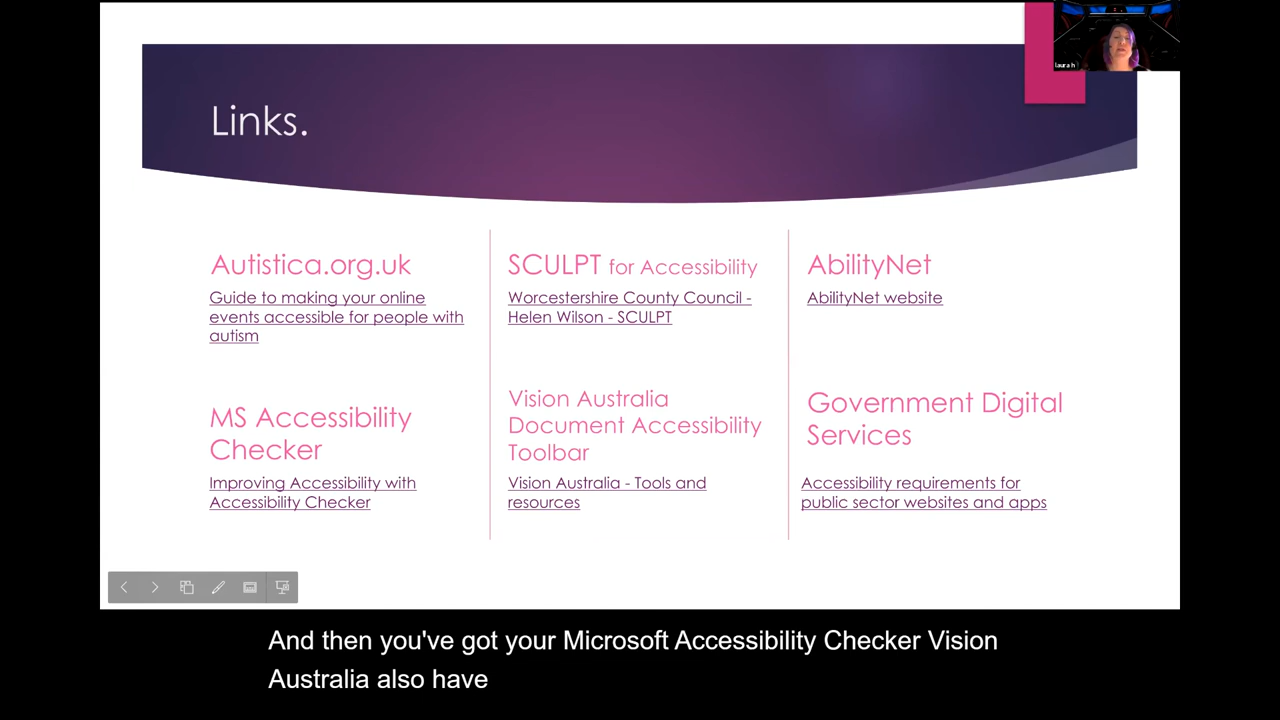 laura h
Links.
Autistica.org.uk
Guide to making your online
events accessible for people with
autism
SCULPT for Accessibility
Worcestershire County Council -
Helen Wilson - SCULPT
AbilityNet
AbilityNet website
MS Accessibility
Checker
Improving Accessibility with
Accessibility Checker
Vision Australia
Document Accessibility
Toolbar
Vision Australia - Tools and
resources
Government Digital
Services
Accessibility requirements for
public sector websites and apps
And then you've got your Microsoft Accessibility Checker Vision
Australia also have